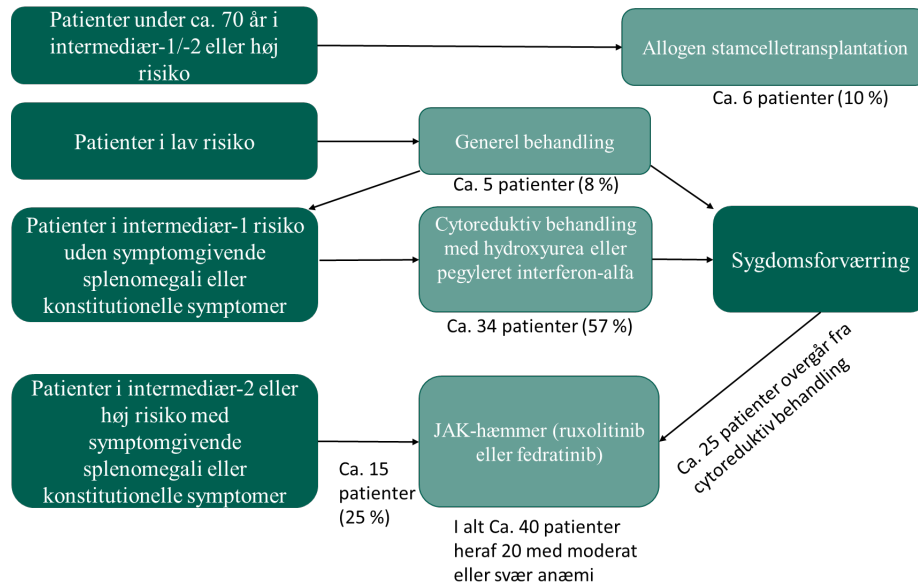 Patienter under ca. 70 år i
intermediær-1/-2 eller høj
risiko
Allogen stamcelletransplantation
Ca. 6 patienter (10 %)
Patienter i lav risiko
Generel behandling
Ca. 5 patienter (8 %)
Patienter i intermediær-1 risiko
uden symptomgivende
splenomegali eller
konstitutionelle symptomer
Cytoreduktiv behandling
med hydroxyurea eller
pegyleret interferon-alfa
Ca. 34 patienter (57 %)
Sygdomsforværring
Ca. 25 patienter overgår fra
cytoreduktiv behandling
Patienter i intermediær-2 eller
høj risiko med
symptomgivende
splenomegali eller
konstitutionelle symptomer
Ca. 15
patienter
(25 %)
JAK-hæmmer (ruxolitinib
eller fedratinib)
I alt Ca. 40 patienter
heraf 20 med moderat
eller svær anæmi